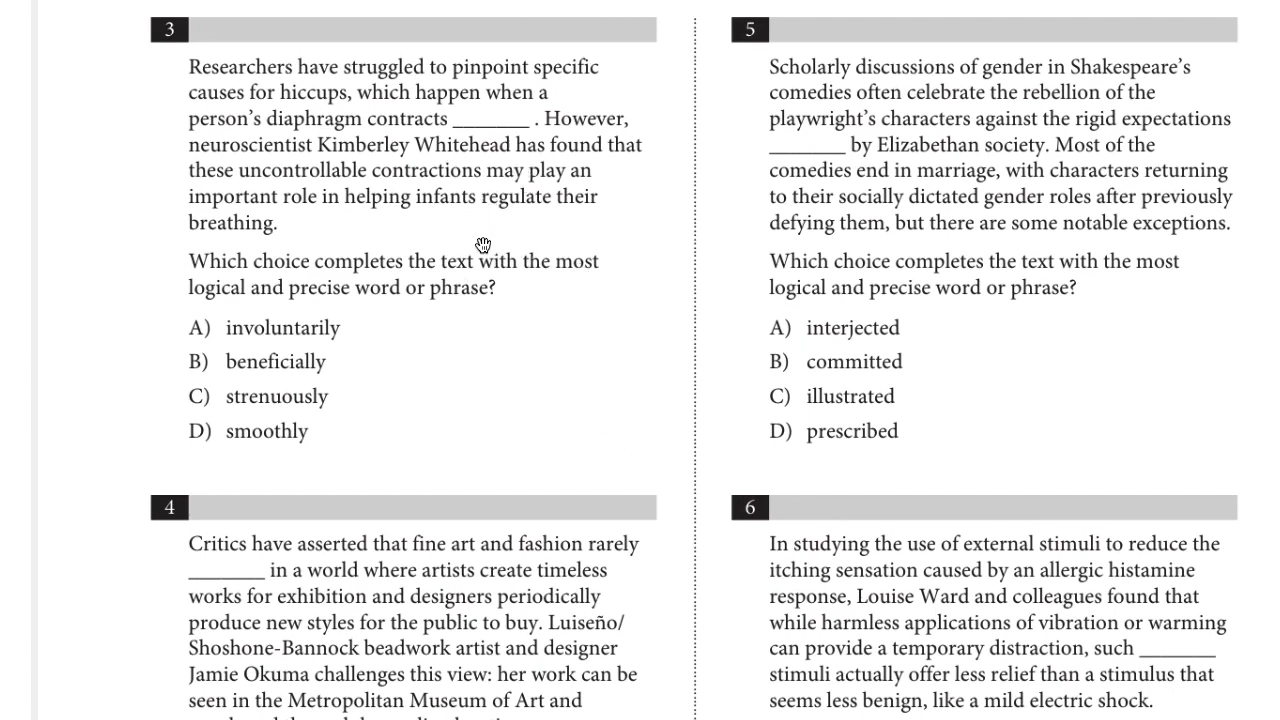 3
Researchers have struggled to pinpoint specific
causes for hiccups, which happen when a
person’s diaphragm contracts _______ . However,
neuroscientist Kimberley Whitehead has found that
these uncontrollable contractions may play an
important role in helping infants regulate their
breathing.
Which choice completes the text with the most
logical and precise word or phrase?
A) involuntarily
B) beneficially
C) strenuously
D) smoothly
4
Critics have asserted that fine art and fashion rarely
_______ in a world where artists create timeless
works for exhibition and designers periodically
produce new styles for the public to buy. Luiseño/
Shoshone-Bannock beadwork artist and designer
Jamie Okuma challenges this view: her work can be
seen in the Metropolitan Museum of Art and
5
Scholarly discussions of gender in Shakespeare’s
comedies often celebrate the rebellion of the
playwright’s characters against the rigid expectations
_______ by Elizabethan society. Most of the
comedies end in marriage, with characters returning
to their socially dictated gender roles after previously
defying them, but there are some notable exceptions.
Which choice completes the text with the most
logical and precise word or phrase?
A) interjected
B) committed
C) illustrated
D) prescribed
6
In studying the use of external stimuli to reduce the
itching sensation caused by an allergic histamine
response, Louise Ward and colleagues found that
while harmless applications of vibration or warming
can provide a temporary distraction, such _______
stimuli actually offer less relief than a stimulus that
seems less benign, like a mild electric shock.